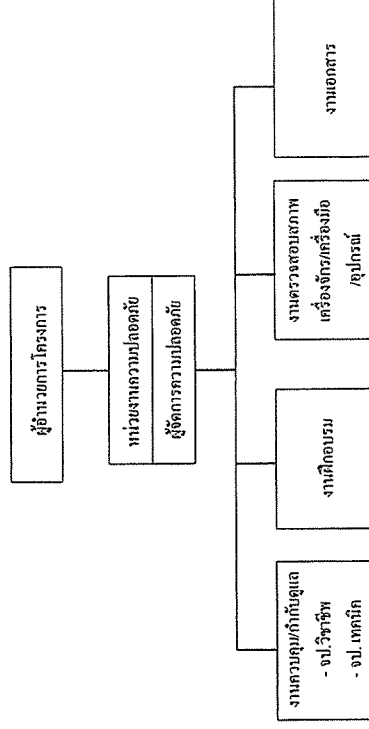 ผู้อำนวยการโครงการ
หน่วยงานความปลอดภัย
ผู้จัดการความปลอดภัย
งานควบคุม/กำกับดูแล
- จป.วิชาชีพ
- จป. เทคนิค
งานฝึกอบรม
งานตรวจสอบสภาพ
เครื่องจักร/เครื่องมือ
/อุปกรณ์
งานเอกสาร